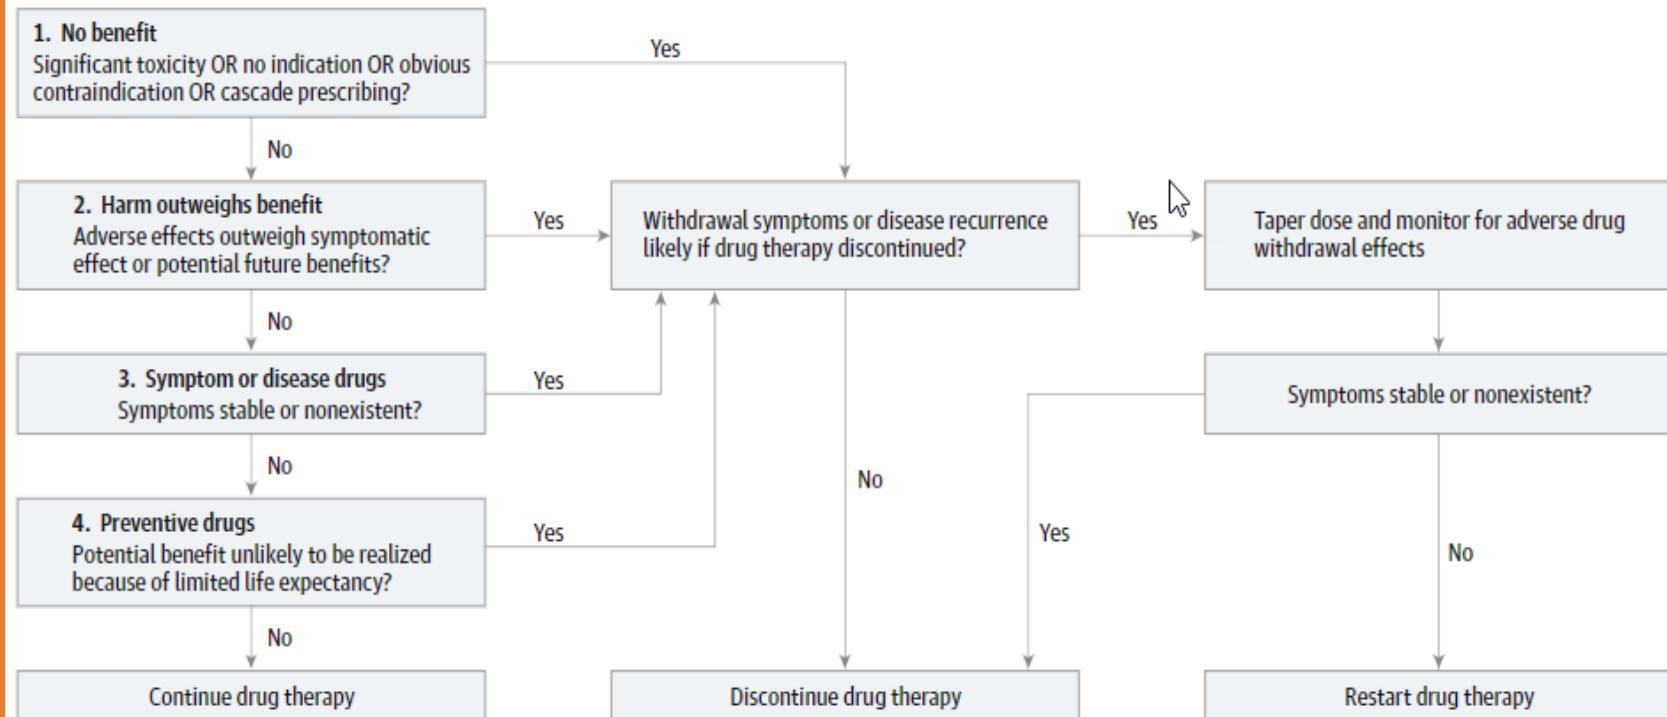 1. No benefit
Significant toxicity OR no indication OR obvious
contraindication OR cascade prescribing?
Yes
No
2. Harm outweighs benefit
Adverse effects outweigh symptomatic
effect or potential future benefits?
Yes
Withdrawal symptoms or disease recurrence
likely if drug therapy discontinued?
Yes
Taper dose and monitor for adverse drug
withdrawal effects
No
3. Symptom or disease drugs
Symptoms stable or nonexistent?
Yes
Symptoms stable or nonexistent?
No
No
4. Preventive drugs
Potential benefit unlikely to be realized
because of limited life expectancy?
Yes
Yes
No
No
Continue drug therapy
Discontinue drug therapy
Restart drug therapy